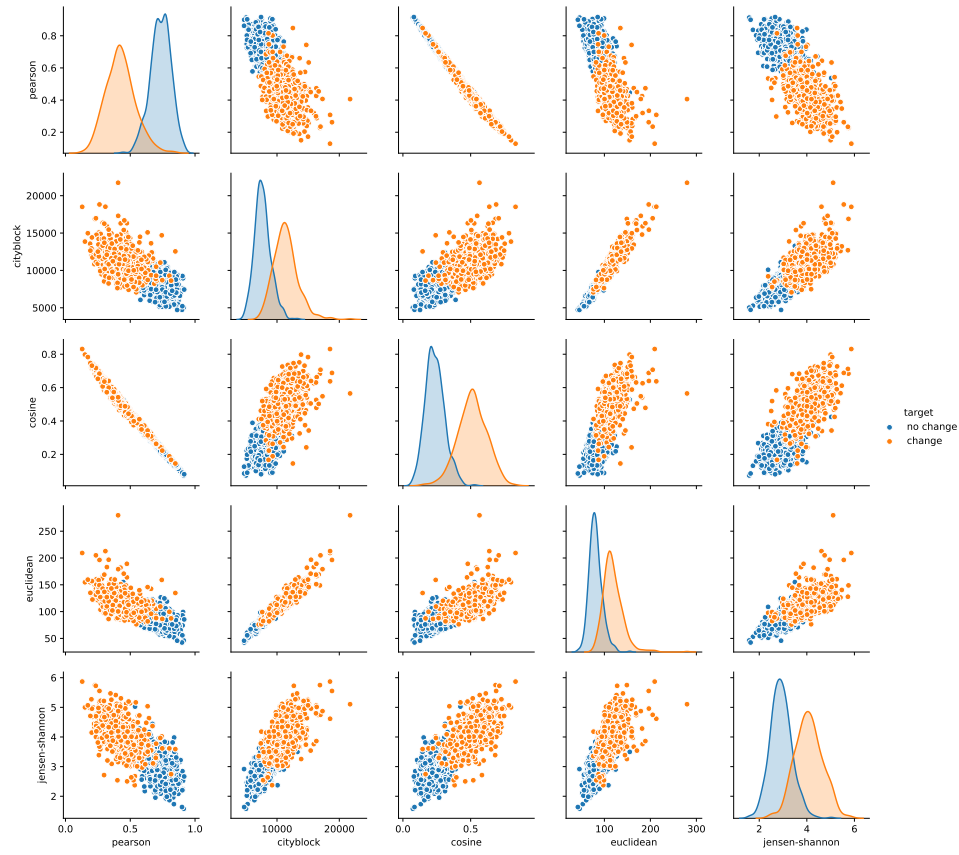 0.8
0.6
0.4
0.2
pearson
20000
15000
10000
5000
cityblock
0.8
0.6
0.4
0.2
cosine
target
no change
change
250
200
150
100
50
euclidean
6
5
4
3
2
jensen-shannon
0.0 0.5 1.0
10000 20000
0.0 0.5
100 200 300
2 4 6
pearson
cityblock
cosine
euclidean
jensen-shannon